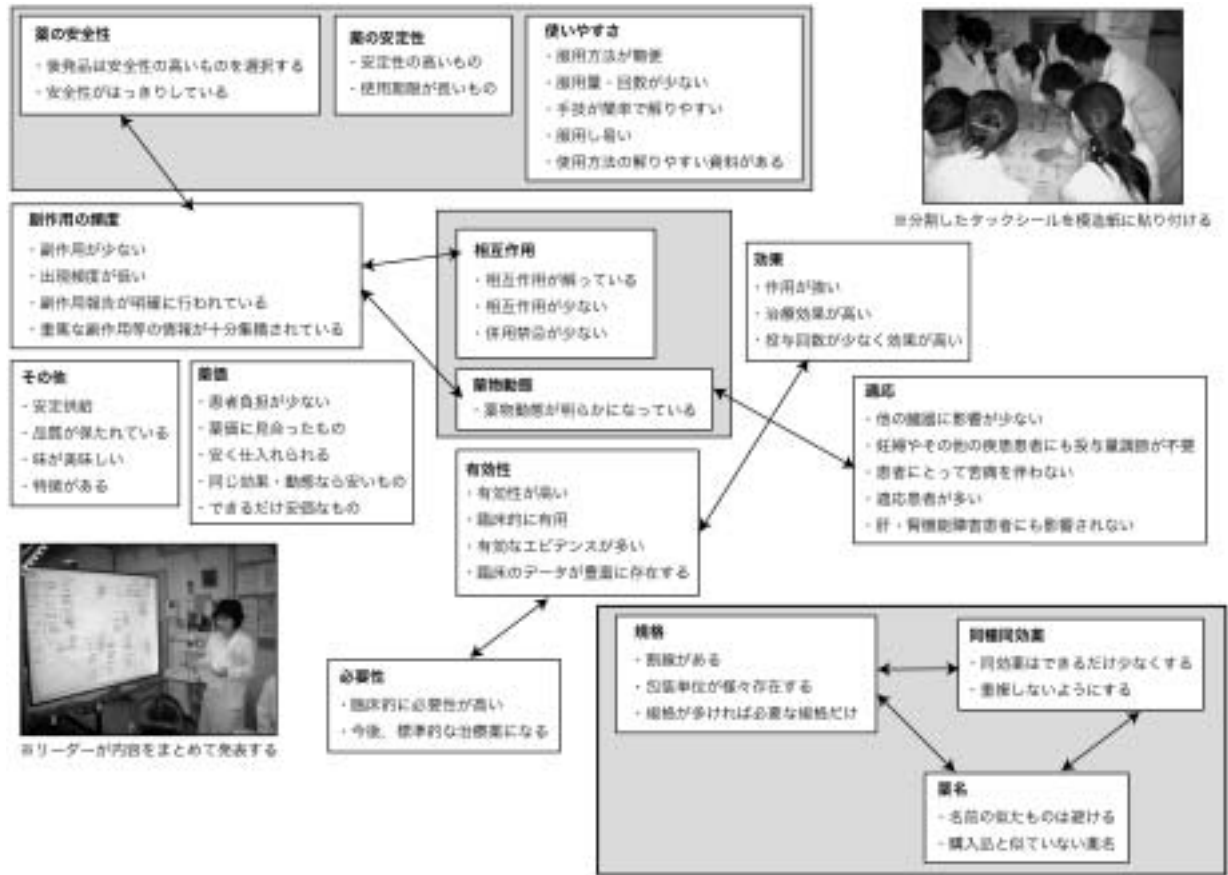 薬の安全性
・後発品は安全性の高いものを選択する
・安全性がはっきりしている
薬の安定性
・安定性の高いもの
・使用期限が長いもの
使いやすさ
・服用方法が簡便
・服用量・回数が少ない
・手技が簡単で解りやすい
・服用し易い
・使用方法の解りやすい資料がある
※分割したタックシールを模造紙に貼り付ける
副作用の頻度
・副作用が少ない
・出現頻度が低い
・副作用報告が明確に行われている
・重篤な副作用等の情報が十分集積されている
相互作用
・相互作用が解っている
・相互作用が少ない
・併用禁忌が少ない
効果
・作用が強い
・治療効果が高い
・投与回数が少なく効果が高い
その他
・安定供給
・品質が保たれている
・味が美味しい
・特徴がある
薬価
・患者負担が少ない
・薬価に見合ったもの
・安く仕入れられる
・同じ効果・動態なら安いもの
・できるだけ安価なもの
薬物動態
・薬物動態が明らかになっている
適応
・他の臓器に影響が少ない
・妊婦やその他の疾患患者にも投与量調節が不要
・患者にとって苦痛を伴わない
・適応患者が多い
・肝・腎機能障害患者にも影響されない
有効性
・有効性が高い
・臨床的に有用
・有効なエビデンスが多い
・臨床のデータが豊富に存在する
※リーダーが内容をまとめて発表する
必要性
・臨床的に必要性が高い
・今後、標準的な治療薬になる
規格
・割線がある
・包装単位が様々存在する
・規格が多ければ必要な規格だけ
同種同効薬
・同効薬はできるだけ少なくする
・重複しないようにする
薬名
・名前の似たものは避ける
・購入品と似ていない薬名